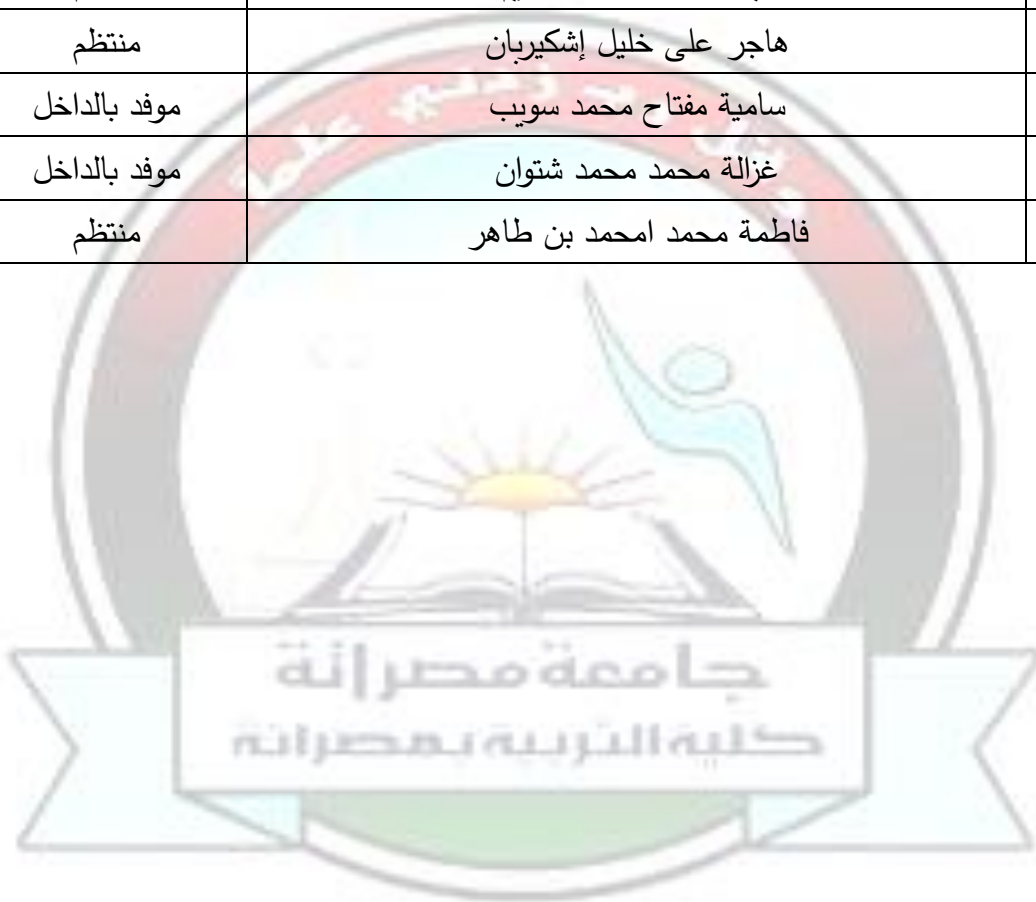 هاجر على خليل إشكيربان منتظم
سامية مفتاح محمد سويب موفد بالداخل
غزالة محمد محمد شتوان موفد بالداخل
فاطمة محمد امحمد بن طاهر منتظم
جامعة مصراتة
كلية التربية بمصراتة